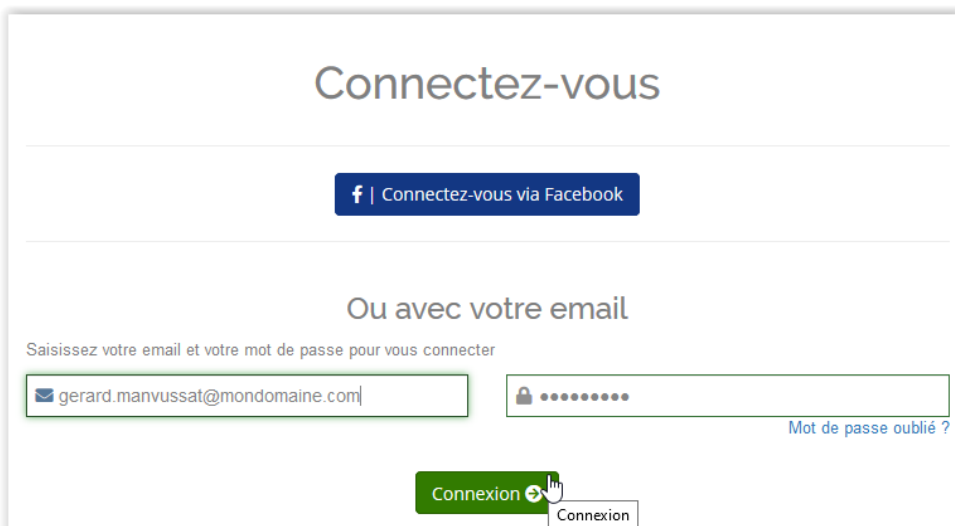 Connectez-vous
f | Connectez-vous via Facebook
Ou avec votre email
Saisissez votre email et votre mot de passe pour vous connecter
gerard.manvussat@mondomaine.com
•••••••••
Mot de passe oublié ?
Connexion
Connexion